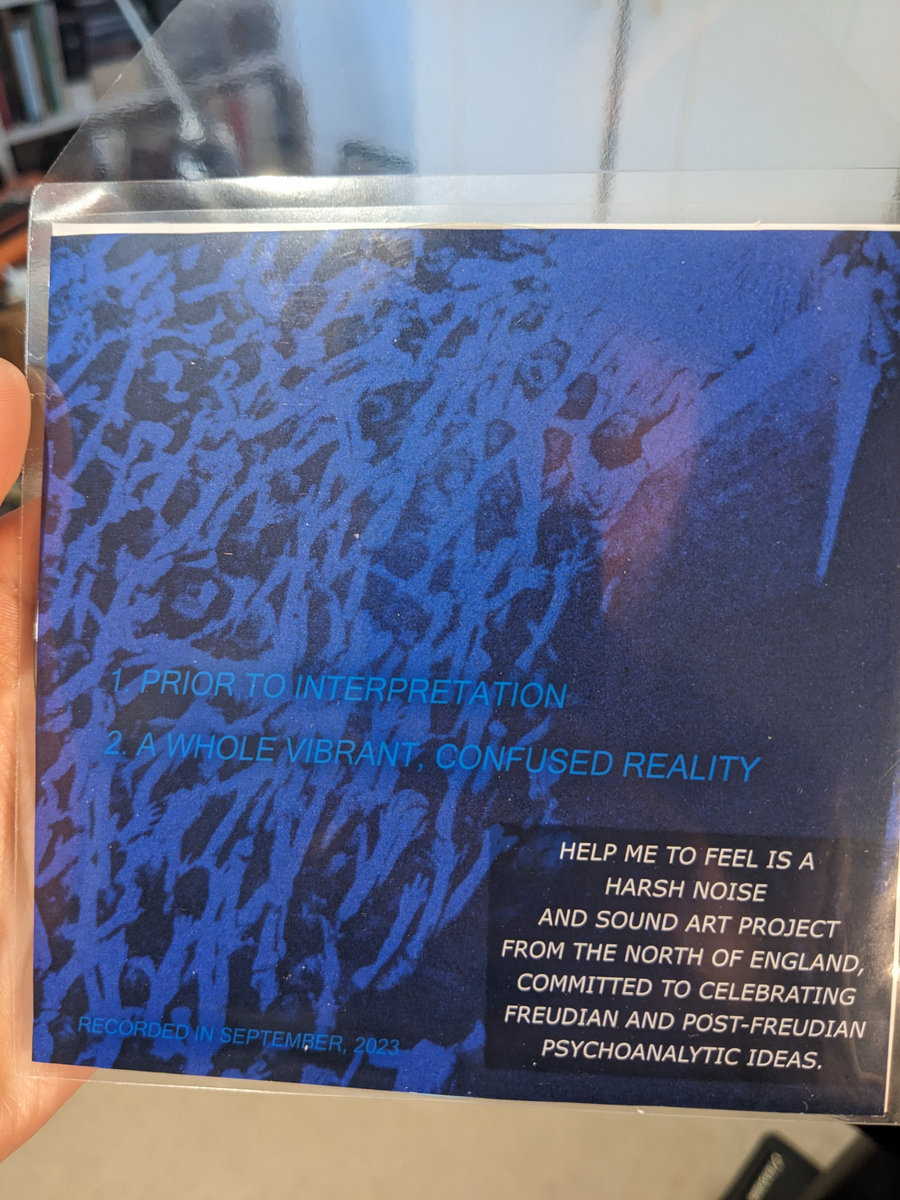 1. PRIOR TO INTERPRETATION
2. A WHOLE VIBRANT, CONFUSED REALITY
HELP ME TO FEEL IS A
HARSH NOISE
AND SOUND ART PROJECT
FROM THE NORTH OF ENGLAND,
COMMITTED TO CELEBRATING
FREUDIAN AND POST-FREUDIAN
PSYCHOANALYTIC IDEAS.
RECORDED IN SEPTEMBER, 2023